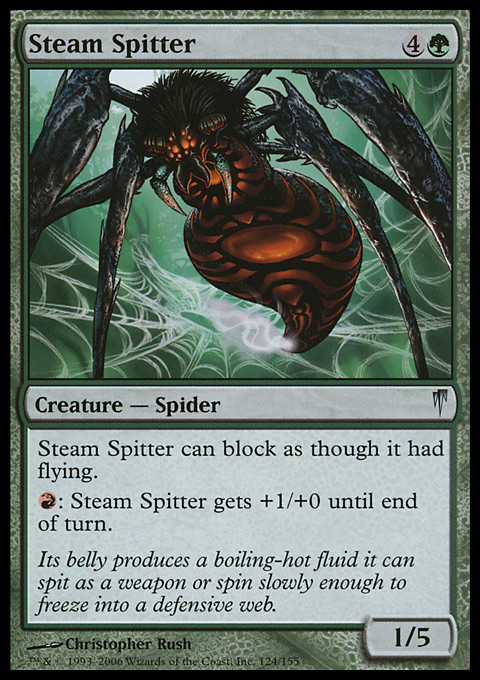 Steam Spitter 4
Creature — Spider
Steam Spitter can block as though it had
flying.
: Steam Spitter gets +1/+0 until end
of turn.
Its belly produces a boiling-hot fluid it can
spit as a weapon or spin slowly enough to
freeze into a defensive web.
Christopher Rush
1/5
™ & © 1993-2006 Wizards of the Coast, Inc. 124/155